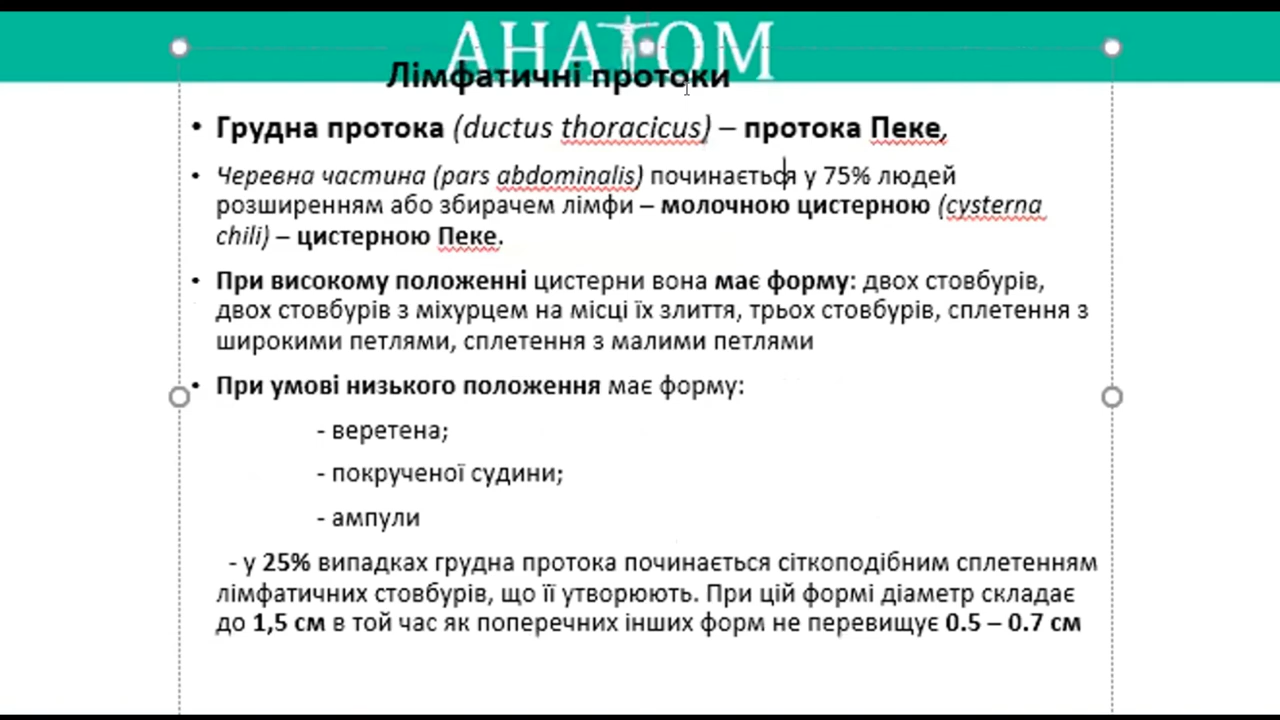 АНАТОМ
Лімфатичні протоки
• Грудна протока (ductus thoracicus) – протока Пеке,
• Черевна частина (pars abdominalis) починається у 75% людей
розширенням або збирачем лімфи – молочною цистерною (cysterna
chili) – цистерною Пеке.
• При високому положенні цистерни вона має форму: двох стовбурів,
двох стовбурів з міхурцем на місці їх злиття, трьох стовбурів, сплетення з
широкими петлями, сплетення з малими петлями
• При умові низького положення має форму:
- веретена;
- покрученої судини;
- ампули
- у 25% випадках грудна протока починається сіткоподібним сплетенням
лімфатичних стовбурів, що її утворюють. При цій формі діаметр складає
до 1,5 см в той час як поперечних інших форм не перевищує 0.5 – 0.7 см